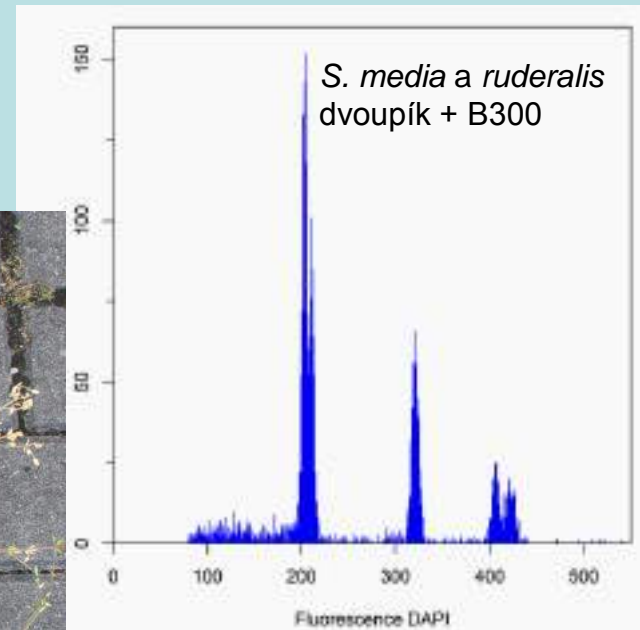 S. media a ruderalis
dvoupík + B300
150
100
50
0
0 100 200 300 400 500
Fluorescence DAPI